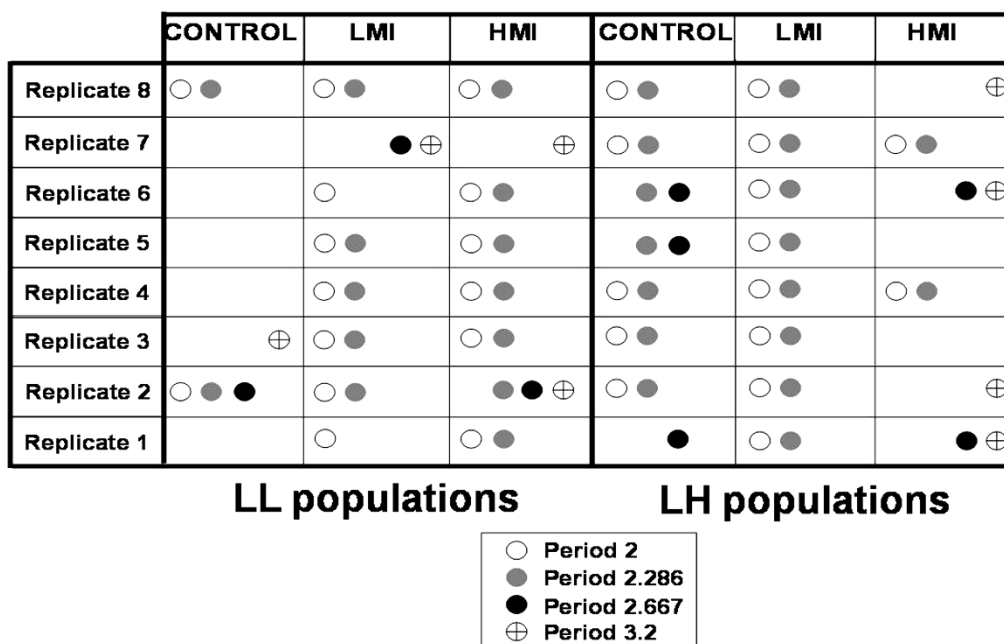 CONTROL LMI HMI CONTROL LMI HMI
Replicate 8
Replicate 7
Replicate 6
Replicate 5
Replicate 4
Replicate 3
Replicate 2
Replicate 1
LL populations LH populations
Period 2
Period 2.286
Period 2.667
Period 3.2